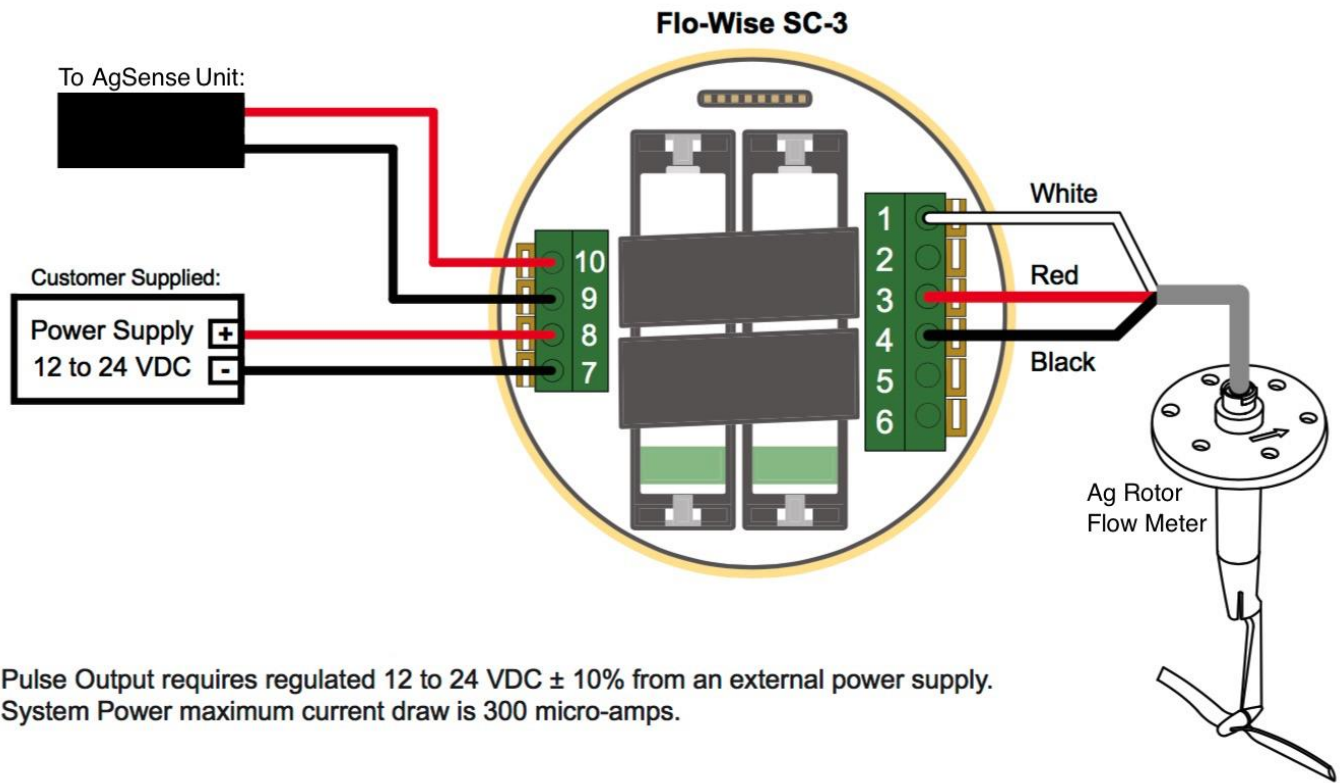 Flo-Wise SC-3
To AgSense Unit:
Customer Supplied:
Power Supply +
12 to 24 VDC -
10
9
8
7
1
2
3
4
5
6
White
Red
Black
Ag Rotor
Flow Meter
Pulse Output requires regulated 12 to 24 VDC ± 10% from an external power supply.
System Power maximum current draw is 300 micro-amps.